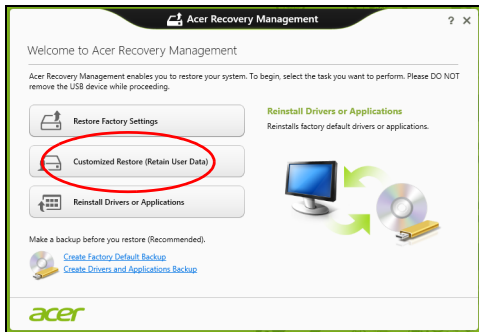 Acer Recovery Management
? ×
Welcome to Acer Recovery Management
Acer Recovery Management enables you to restore your system. To begin, select the task you want to perform. Please DO NOT
remove the USB device while proceeding.
Restore Factory Settings
Customized Restore (Retain User Data)
Reinstall Drivers or Applications
Reinstall Drivers or Applications
Reinstalls factory default drivers or applications.
Make a backup before you restore (Recommended).
Create Factory Default Backup
Create Drivers and Applications Backup
acer